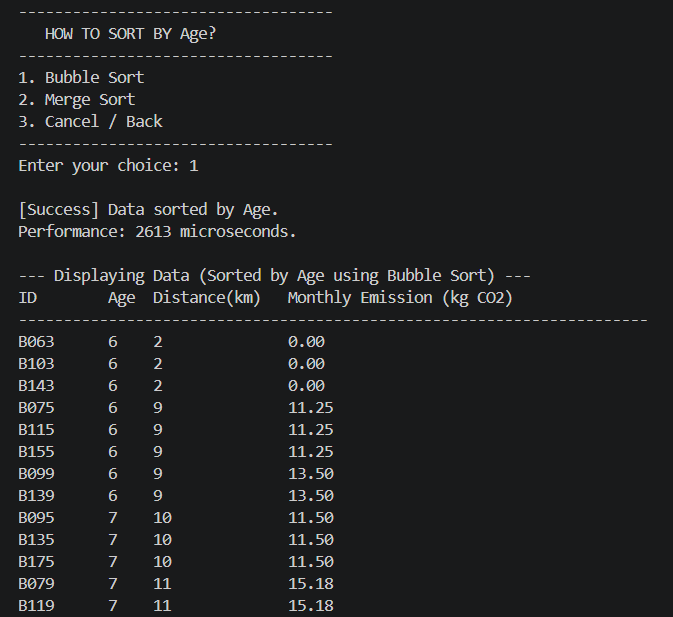 -----------------------------------
HOW TO SORT BY Age?
-----------------------------------
1. Bubble Sort
2. Merge Sort
3. Cancel / Back
-----------------------------------
Enter your choice: 1
[Success] Data sorted by Age.
Performance: 2613 microseconds.
--- Displaying Data (Sorted by Age using Bubble Sort) ---
ID Age Distance(km) Monthly Emission (kg CO2)
----------------------------------------------------------------------
B063 6 2 0.00
B103 6 2 0.00
B143 6 2 0.00
B075 6 9 11.25
B115 6 9 11.25
B155 6 9 11.25
B099 6 9 13.50
B139 6 9 13.50
B095 7 10 11.50
B135 7 10 11.50
B175 7 10 11.50
B079 7 11 15.18
B119 7 11 15.18